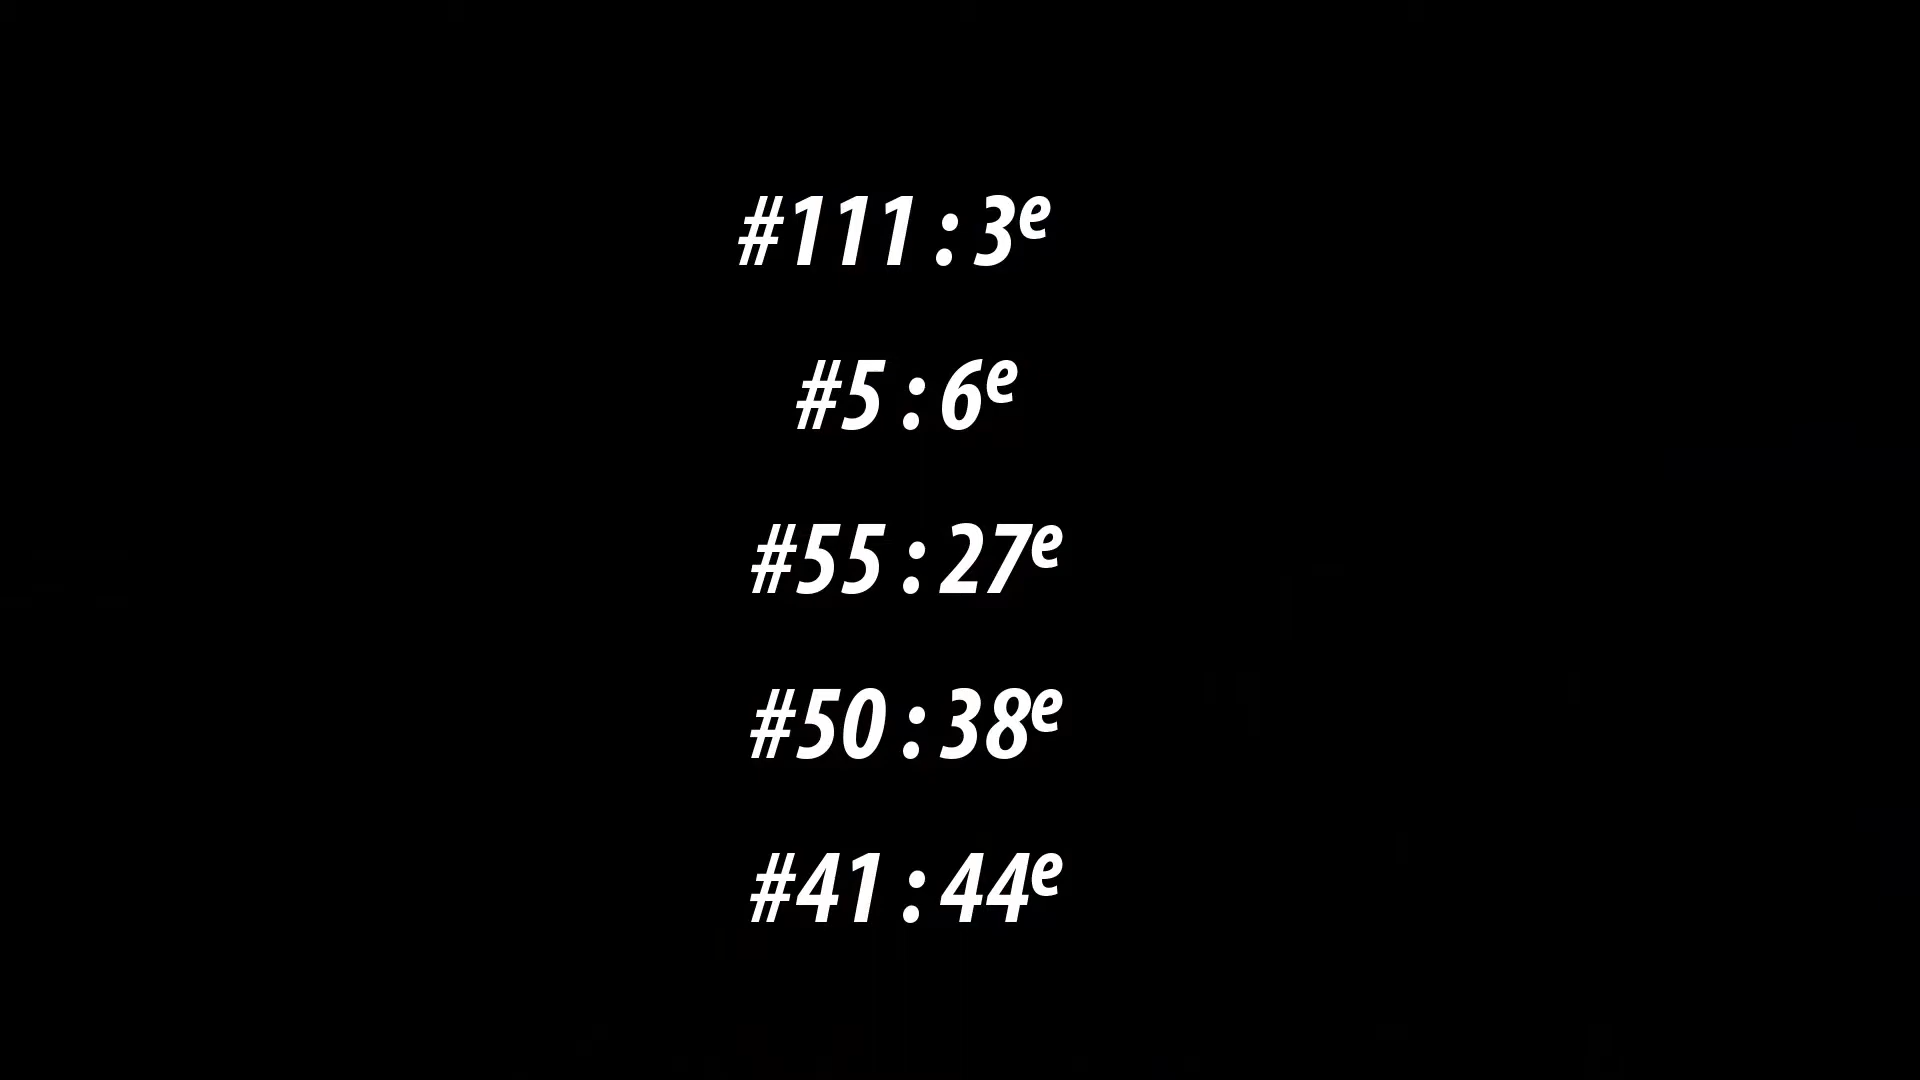 #111 : 3e
#5 : 6e
#55 : 27e
#50 : 38e
#41 : 44e